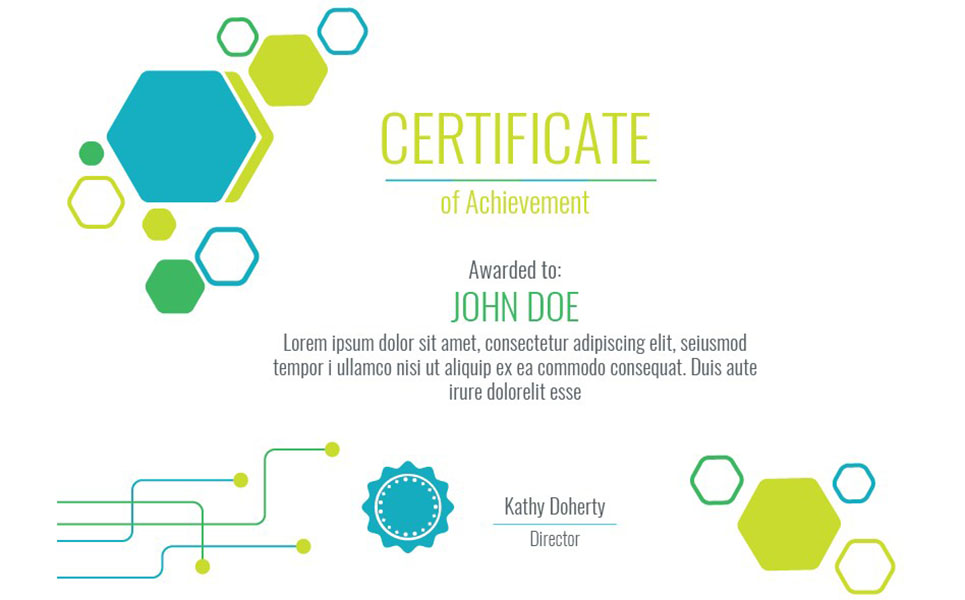 CERTIFICATE
of Achievement
Awarded to:
JOHN DOE
Lorem ipsum dolor sit amet, consectetur adipiscing elit, seiusmod
tempor i ullamco nisi ut aliquip ex ea commodo consequat. Duis aute
irure dolorelit esse
Kathy Doherty
Director